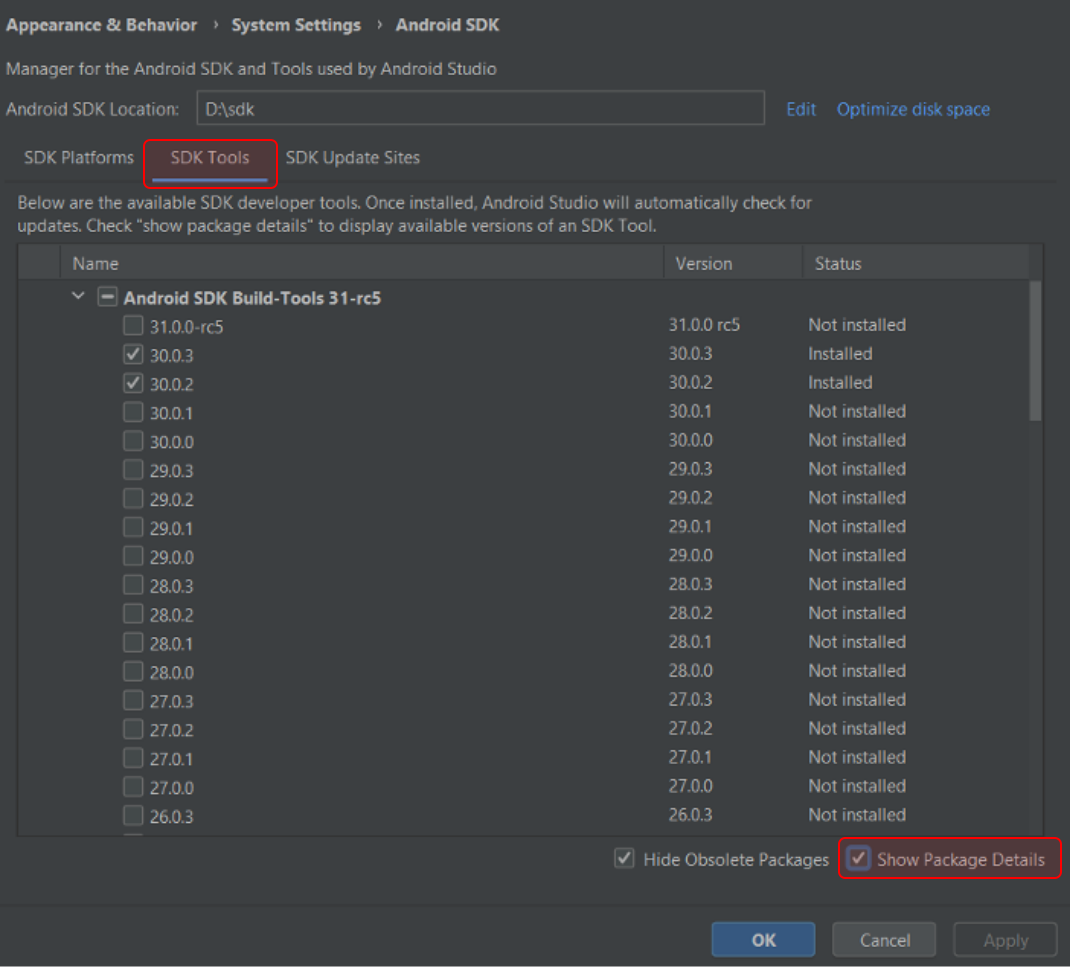 Appearance & Behavior › System Settings › Android SDK
Manager for the Android SDK and Tools used by Android Studio
Android SDK Location: D:\sdk Edit Optimize disk space
SDK Platforms SDK Tools SDK Update Sites
Below are the available SDK developer tools. Once installed, Android Studio will automatically check for
updates. Check "show package details" to display available versions of an SDK Tool.
Name Version Status
Android SDK Build-Tools 31-rc5
31.0.0-rc5 31.0.0 rc5 Not installed
30.0.3 30.0.3 Installed
30.0.2 30.0.2 Installed
30.0.1 30.0.1 Not installed
30.0.0 30.0.0 Not installed
29.0.3 29.0.3 Not installed
29.0.2 29.0.2 Not installed
29.0.1 29.0.1 Not installed
29.0.0 29.0.0 Not installed
28.0.3 28.0.3 Not installed
28.0.2 28.0.2 Not installed
28.0.1 28.0.1 Not installed
28.0.0 28.0.0 Not installed
27.0.3 27.0.3 Not installed
27.0.2 27.0.2 Not installed
27.0.1 27.0.1 Not installed
27.0.0 27.0.0 Not installed
26.0.3 26.0.3 Not installed
Hide Obsolete Packages Show Package Details
OK Cancel Apply